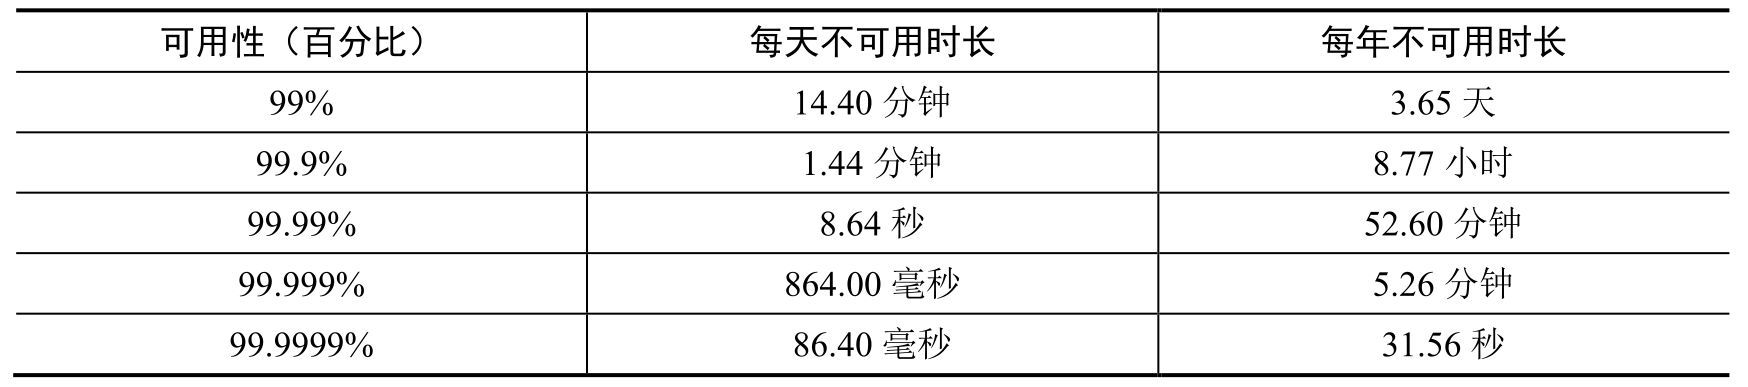 可用性（百分比） 每天不可用时长 每年不可用时长
99% 14.40 分钟 3.65 天
99.9% 1.44 分钟 8.77 小时
99.99% 8.64 秒 52.60 分钟
99.999% 864.00 毫秒 5.26 分钟
99.9999% 86.40 毫秒 31.56 秒